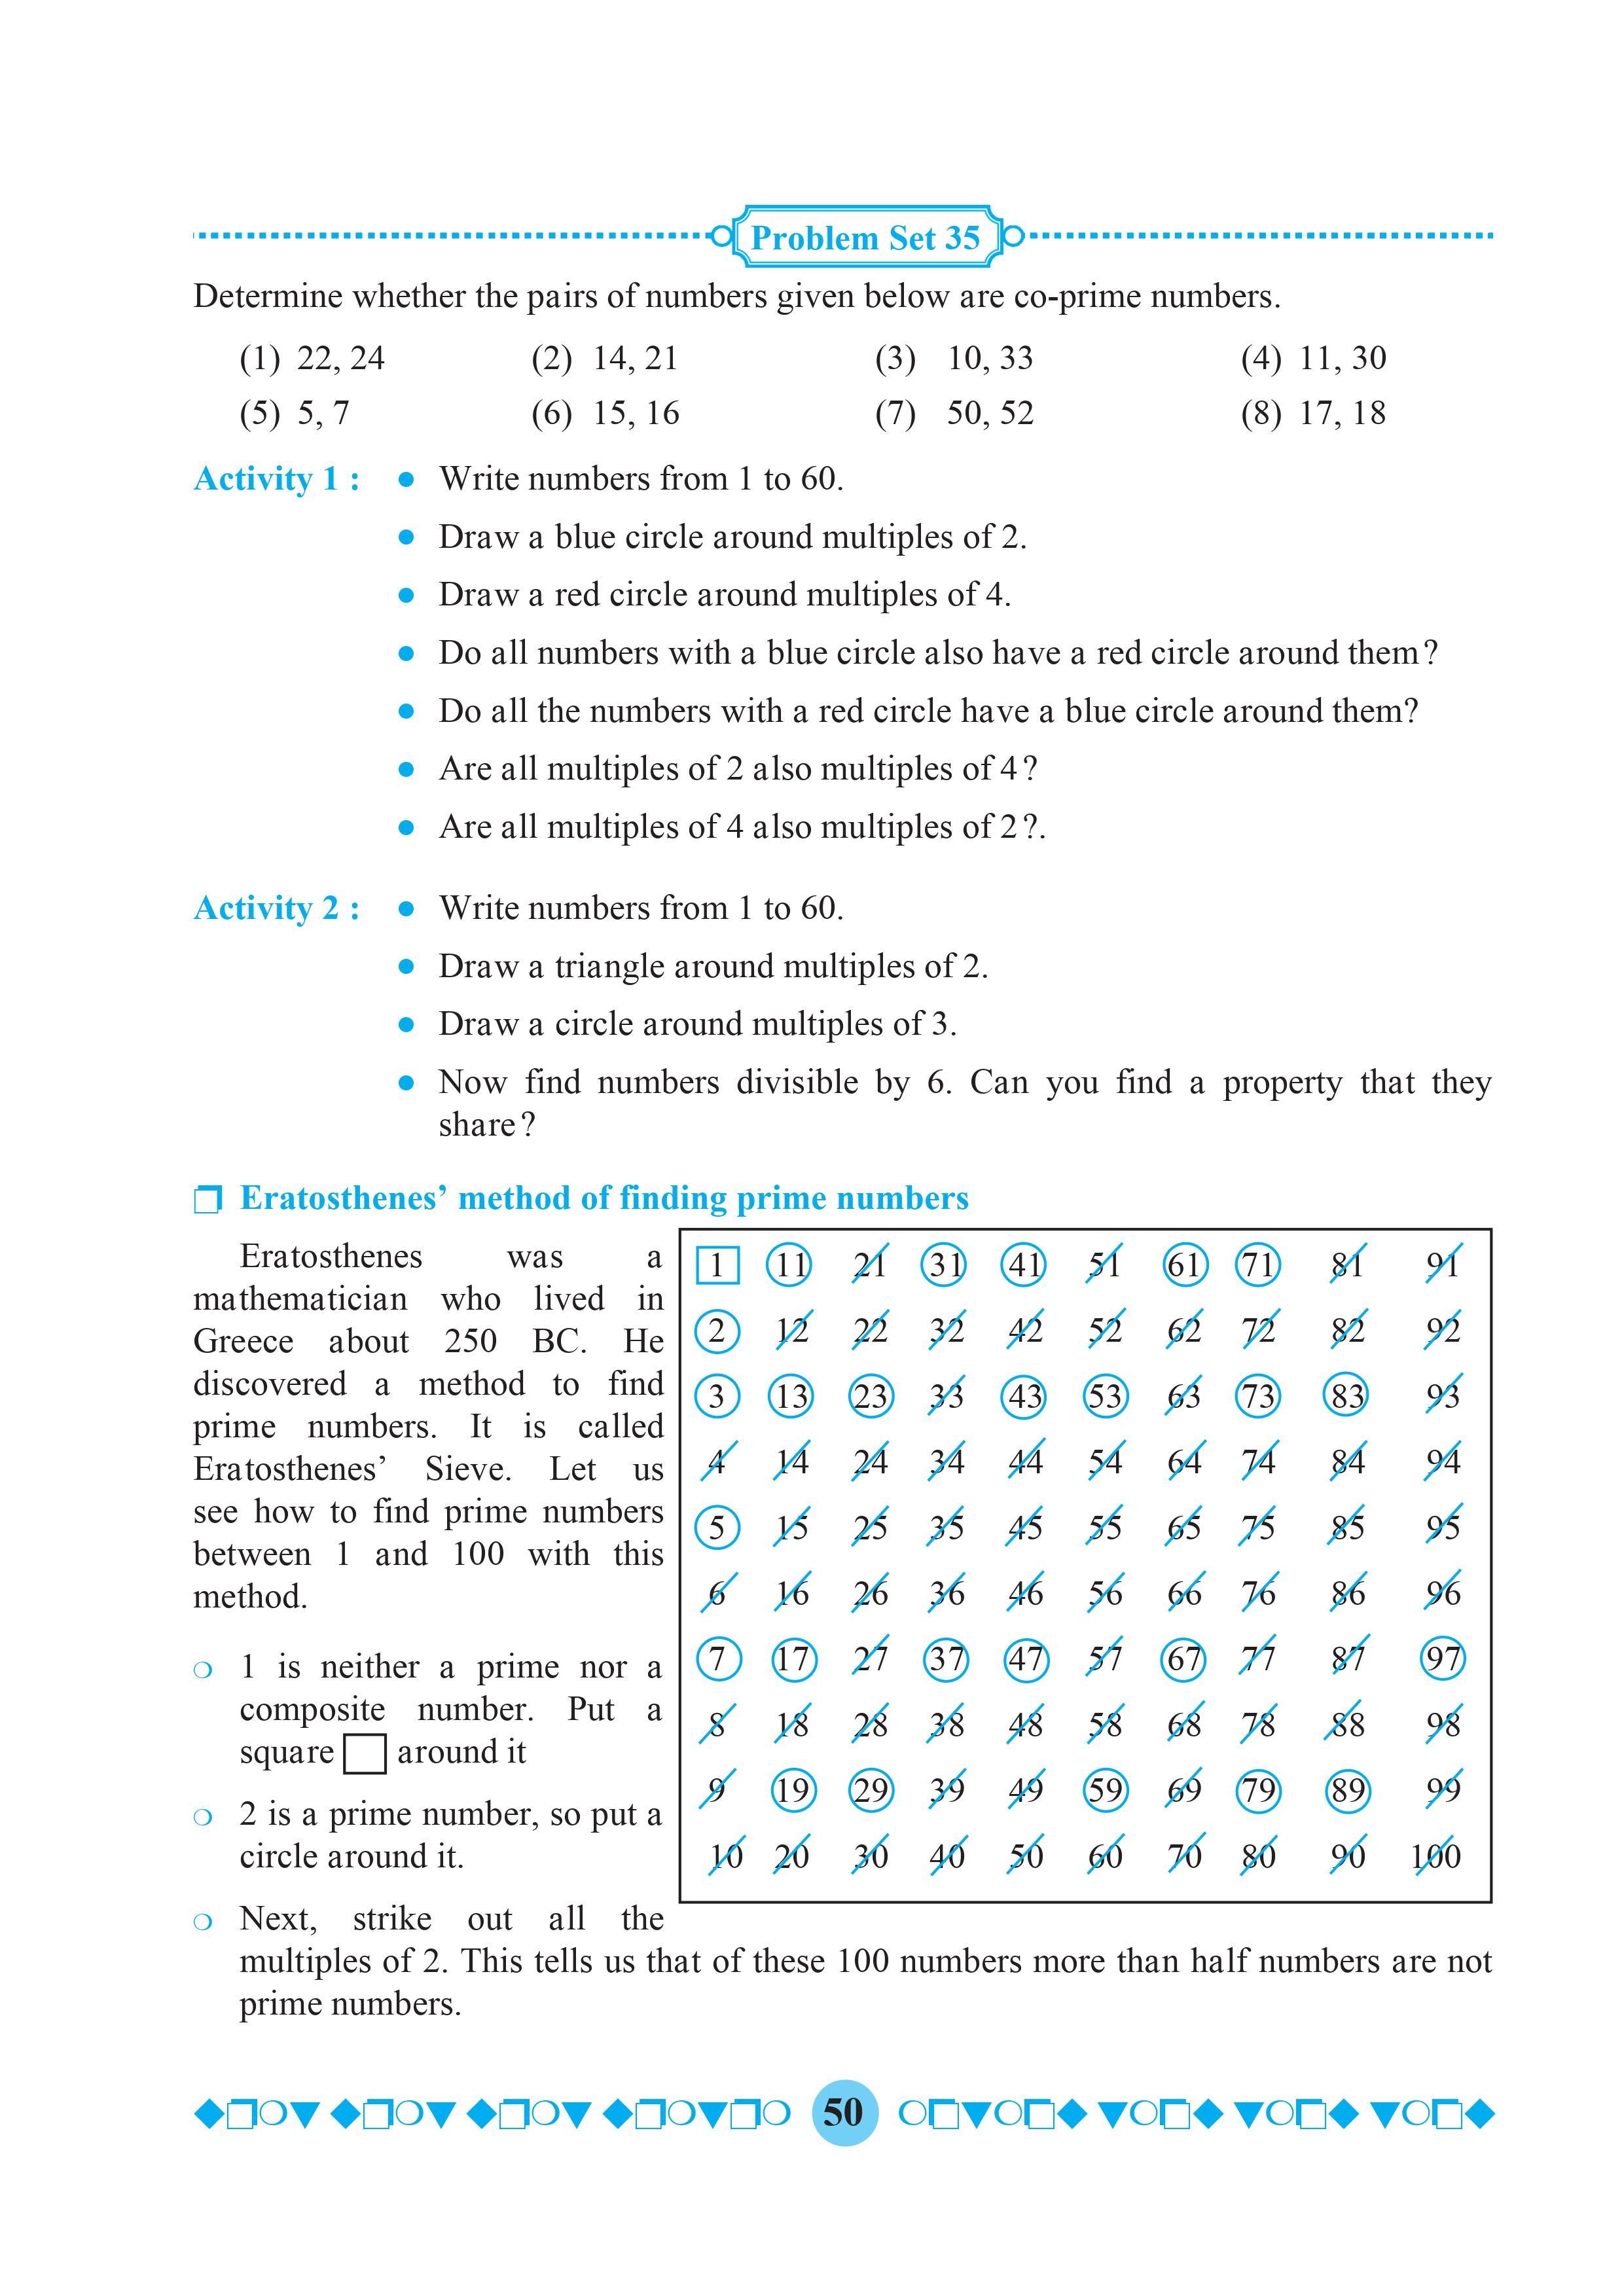 Problem Set 35
Determine whether the pairs of numbers given below are co-prime numbers.
(1) 22, 24 (2) 14, 21 (3) 10, 33 (4) 11, 30
(5) 5, 7 (6) 15, 16 (7) 50, 52 (8) 17, 18
Activity 1 : ● Write numbers from 1 to 60.
● Draw a blue circle around multiples of 2.
● Draw a red circle around multiples of 4.
● Do all numbers with a blue circle also have a red circle around them?
● Do all the numbers with a red circle have a blue circle around them?
● Are all multiples of 2 also multiples of 4?
● Are all multiples of 4 also multiples of 2?.
Activity 2 : ● Write numbers from 1 to 60.
● Draw a triangle around multiples of 2.
● Draw a circle around multiples of 3.
● Now find numbers divisible by 6. Can you find a property that they
share?
❒ Eratosthenes’ method of finding prime numbers
Eratosthenes was a
mathematician who lived in
Greece about 250 BC. He
discovered a method to find
prime numbers. It is called
Eratosthenes’ Sieve. Let us
see how to find prime numbers
between 1 and 100 with this
method.
❍ 1 is neither a prime nor a
composite number. Put a
square □ around it
❍ 2 is a prime number, so put a
circle around it.
❍ Next, strike out all the
multiples of 2. This tells us that of these 100 numbers more than half numbers are not
prime numbers.
1 11 21 31 41 51 61 71 81 91
2 12 22 32 42 52 62 72 82 92
3 13 23 33 43 53 63 73 83 93
4 14 24 34 44 54 64 74 84 94
5 15 25 35 45 55 65 75 85 95
6 16 26 36 46 56 66 76 86 96
7 17 27 37 47 57 67 77 87 97
8 18 28 38 48 58 68 78 88 98
9 19 29 39 49 59 69 79 89 99
10 20 30 40 50 60 70 80 90 100
50